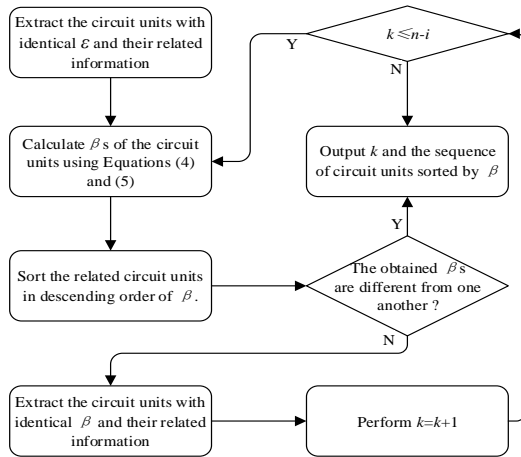 Extract the circuit units with
identical ε and their related
information
k≤n-i
Y
N
Calculate βs of the circuit
units using Equations (4)
and (5)
Output k and the sequence
of circuit units sorted by β
Y
Sort the related circuit units
in descending order of β.
The obtained βs
are different from one
another ?
N
Extract the circuit units with
identical β and their related
information
Perform k=k+1